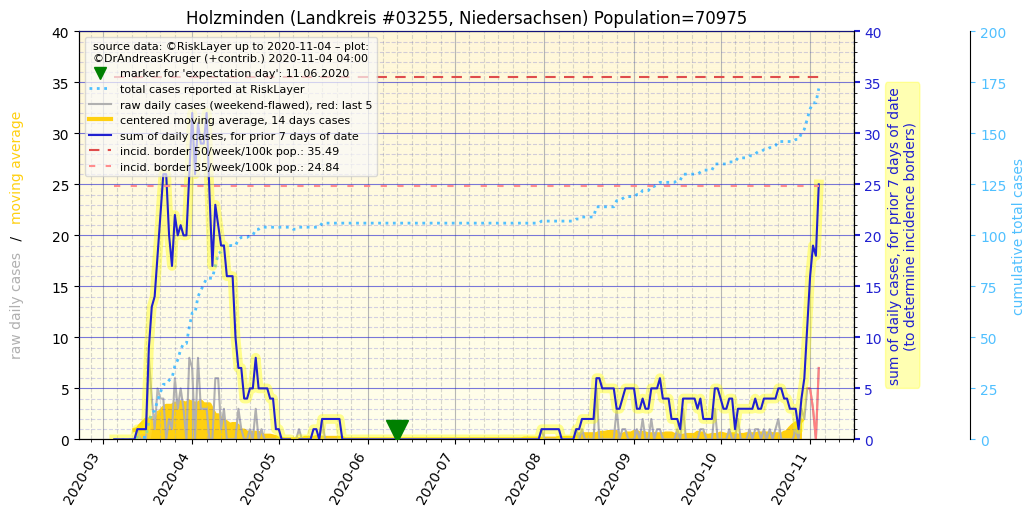 Holzminden (Landkreis #03255, Niedersachsen) Population=70975
source data: ©RiskLayer up to 2020-11-04 – plot:
©DrAndreasKruger (+contrib.) 2020-11-04 04:00
marker for 'expectation day': 11.06.2020
total cases reported at RiskLayer
raw daily cases (weekend-flawed), red: last 5
centered moving average, 14 days cases
sum of daily cases, for prior 7 days of date
incid. border 50/week/100k pop.: 35.49
incid. border 35/week/100k pop.: 24.84
raw daily cases / moving average
40
35
30
25
20
15
10
5
0
2020-03
2020-04
2020-05
2020-06
2020-07
2020-08
2020-09
2020-10
2020-11
40
35
30
25
20
15
10
5
0
sum of daily cases, for prior 7 days of date
(to determine incidence borders)
200
175
150
125
100
75
50
25
0
cumulative total cases